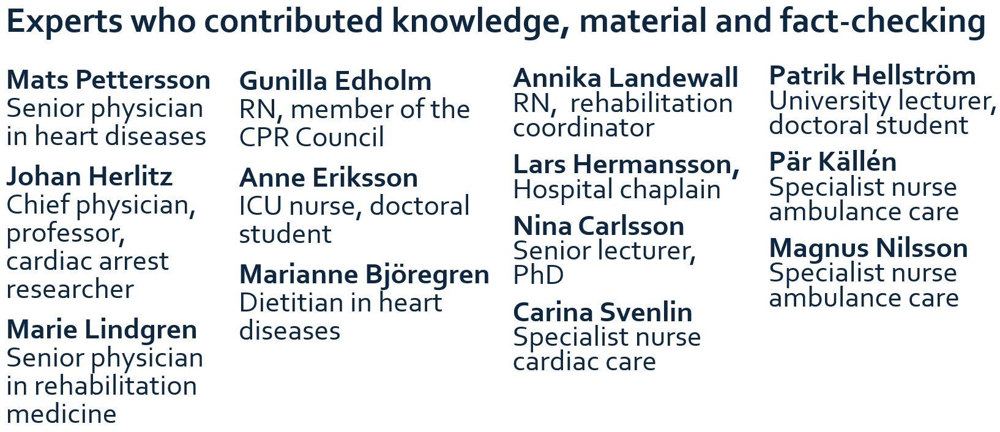 Experts who contributed knowledge, material and fact-checking
Mats Pettersson
Senior physician
in heart diseases
Johan Herlitz
Chief physician,
professor,
cardiac arrest
researcher
Marie Lindgren
Senior physician
in rehabilitation
medicine
Gunilla Edholm
RN, member of the
CPR Council
Anne Eriksson
ICU nurse, doctoral
student
Marianne Björegren
Dietitian in heart
diseases
Annika Landewall
RN,  rehabilitation
coordinator
Lars Hermansson,
Hospital chaplain
Nina Carlsson
Senior lecturer,
PhD
Carina Svenlin
Specialist nurse
cardiac care
Patrik Hellström
University lecturer,
doctoral student
Pär Källén
Specialist nurse
ambulance care
Magnus Nilsson
Specialist nurse
ambulance care